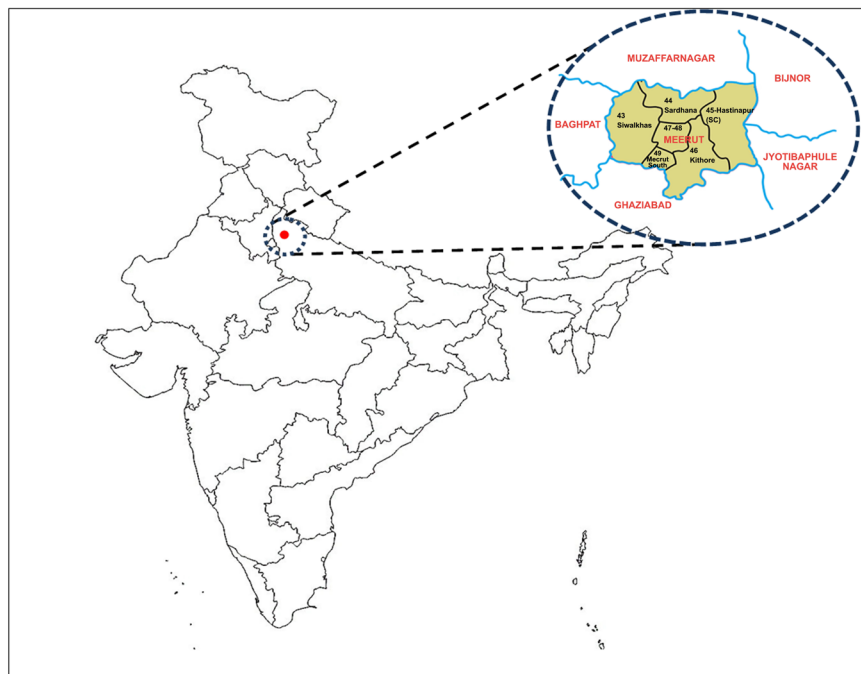 MUZAFFARNAGAR
BIJNOR
44
Sardhana
45-Hastinapur
(SC)
43
Siwalkhas
BAGHPAT
47-48
MEERUT
49
Meerut
South
46
Kithore
JYOTIBAPHULE
NAGAR
GHAZIABAD